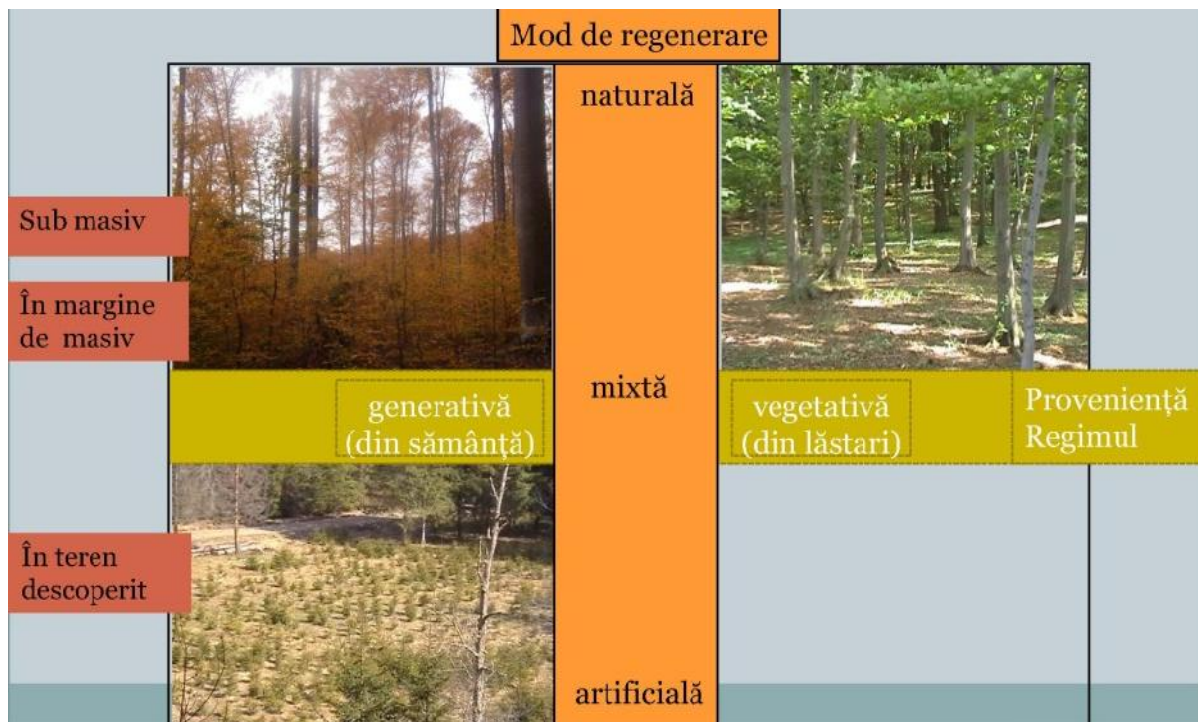 Mod de regenerare
naturală
Sub masiv
În margine
de masiv
mixtă
generativă
(din sămânță)
vegetativă
(din lăstari)
Proveniență
Regimul
În teren
descoperit
artificială